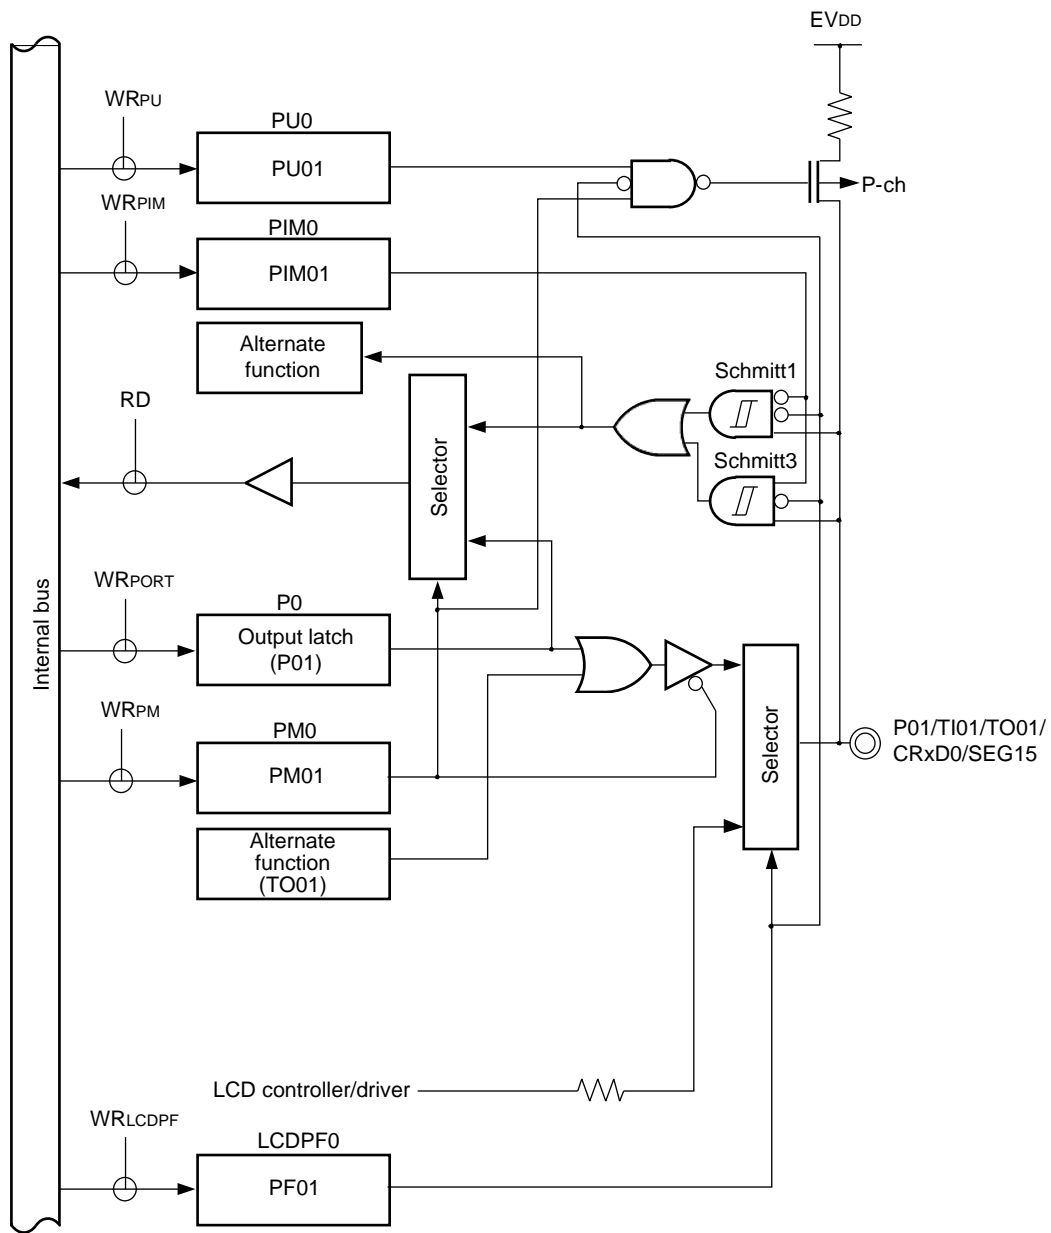 EVDD
WRPU
PU0
PU01
P-ch
WRPIM
PIM0
PIM01
Alternate
function
Schmitt1
RD
Selector
Schmitt3
Internal bus
WRPORT
P0
Output latch
(P01)
WRPM
PM0
PM01
Selector
P01/TI01/TO01/
CRxD0/SEG15
Alternate
function
(TO01)
LCD controller/driver
WRLCDPF
LCDPF0
PF01